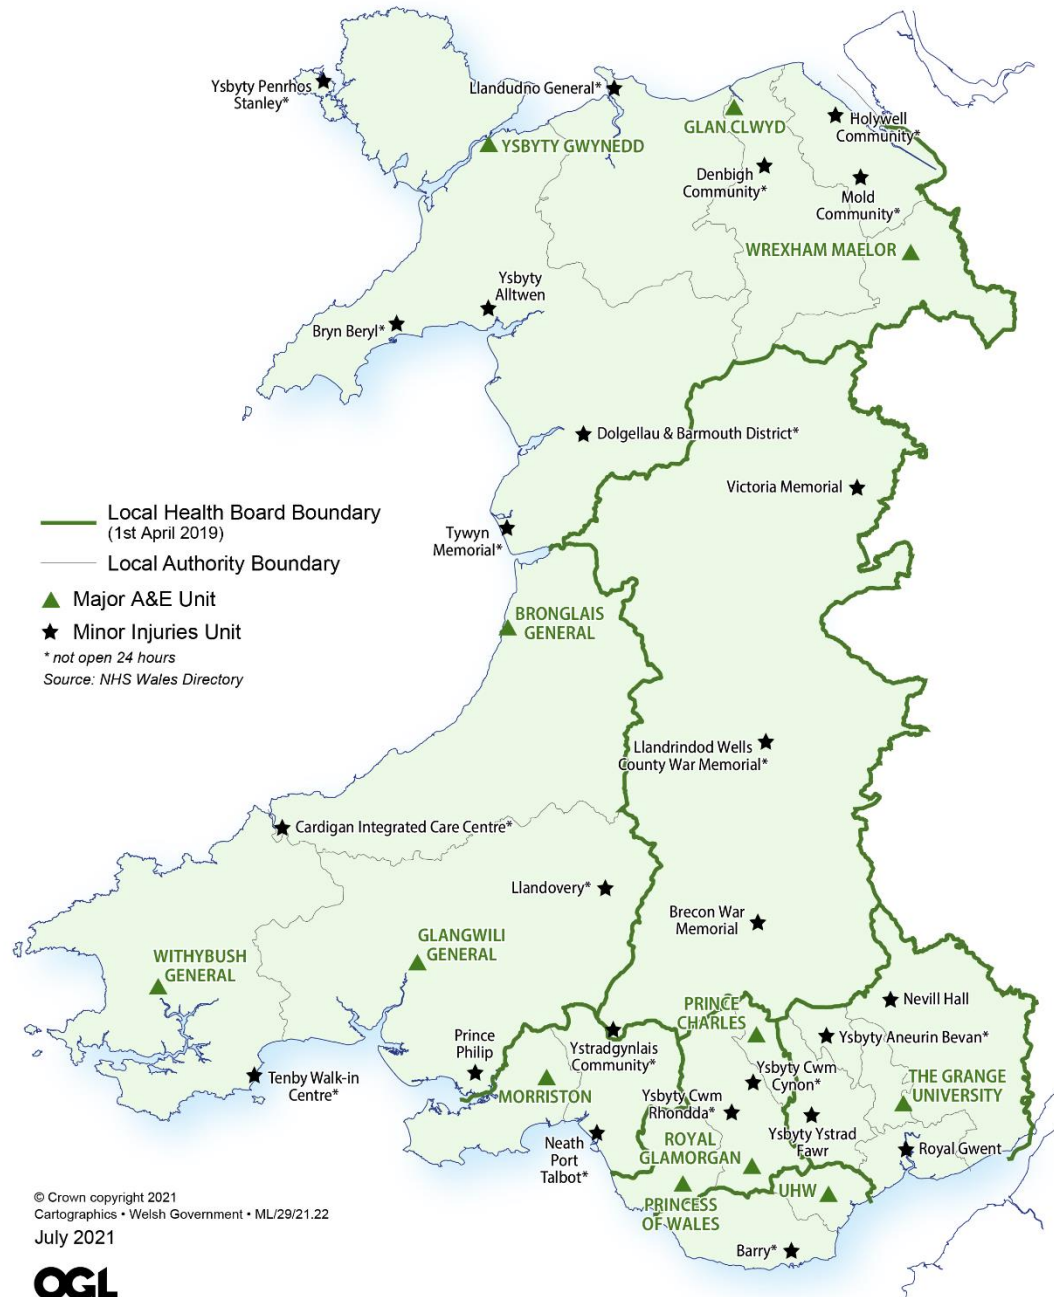 Ysbyty Penrhos
Stanley*
Llandudno General*
GLAN CLWYD
Holywell
Community*
YSBYTY GWYNEDD
Denbigh
Community*
Mold
Community*
WREXHAM MAELOR
Ysbyty
Alltwen
Bryn Beryl*
Dolgellau & Barmouth District*
Victoria Memorial
Local Health Board Boundary
(1st April 2019)
Local Authority Boundary
Major A&E Unit
Minor Injuries Unit
* not open 24 hours
Source: NHS Wales Directory
Tywyn
Memorial*
BRONGLAIS
GENERAL
Llandrindod Wells
County War Memorial*
Cardigan Integrated Care Centre*
Llandovery*
Brecon War
Memorial
WITHYBUSH
GENERAL
GLANGWILI
GENERAL
PRINCE
CHARLES
Nevill Hall
Ysbyty Aneurin Bevan*
Prince
Philip
Ystradgynlais
Community*
Ysbyty Cwm
Cynon*
THE GRANGE
UNIVERSITY
Tenby Walk-in
Centre*
MORRISTON
Ysbyty Cwm
Rhondda*
Ysbyty Ystrad
Fawr
Neath
Port
Talbot*
ROYAL
GLAMORGAN
Royal Gwent
PRINCESS
OF WALES
UHW
Barry*
© Crown copyright 2021
Cartographics • Welsh Government • ML/29/21.22
July 2021
OGL